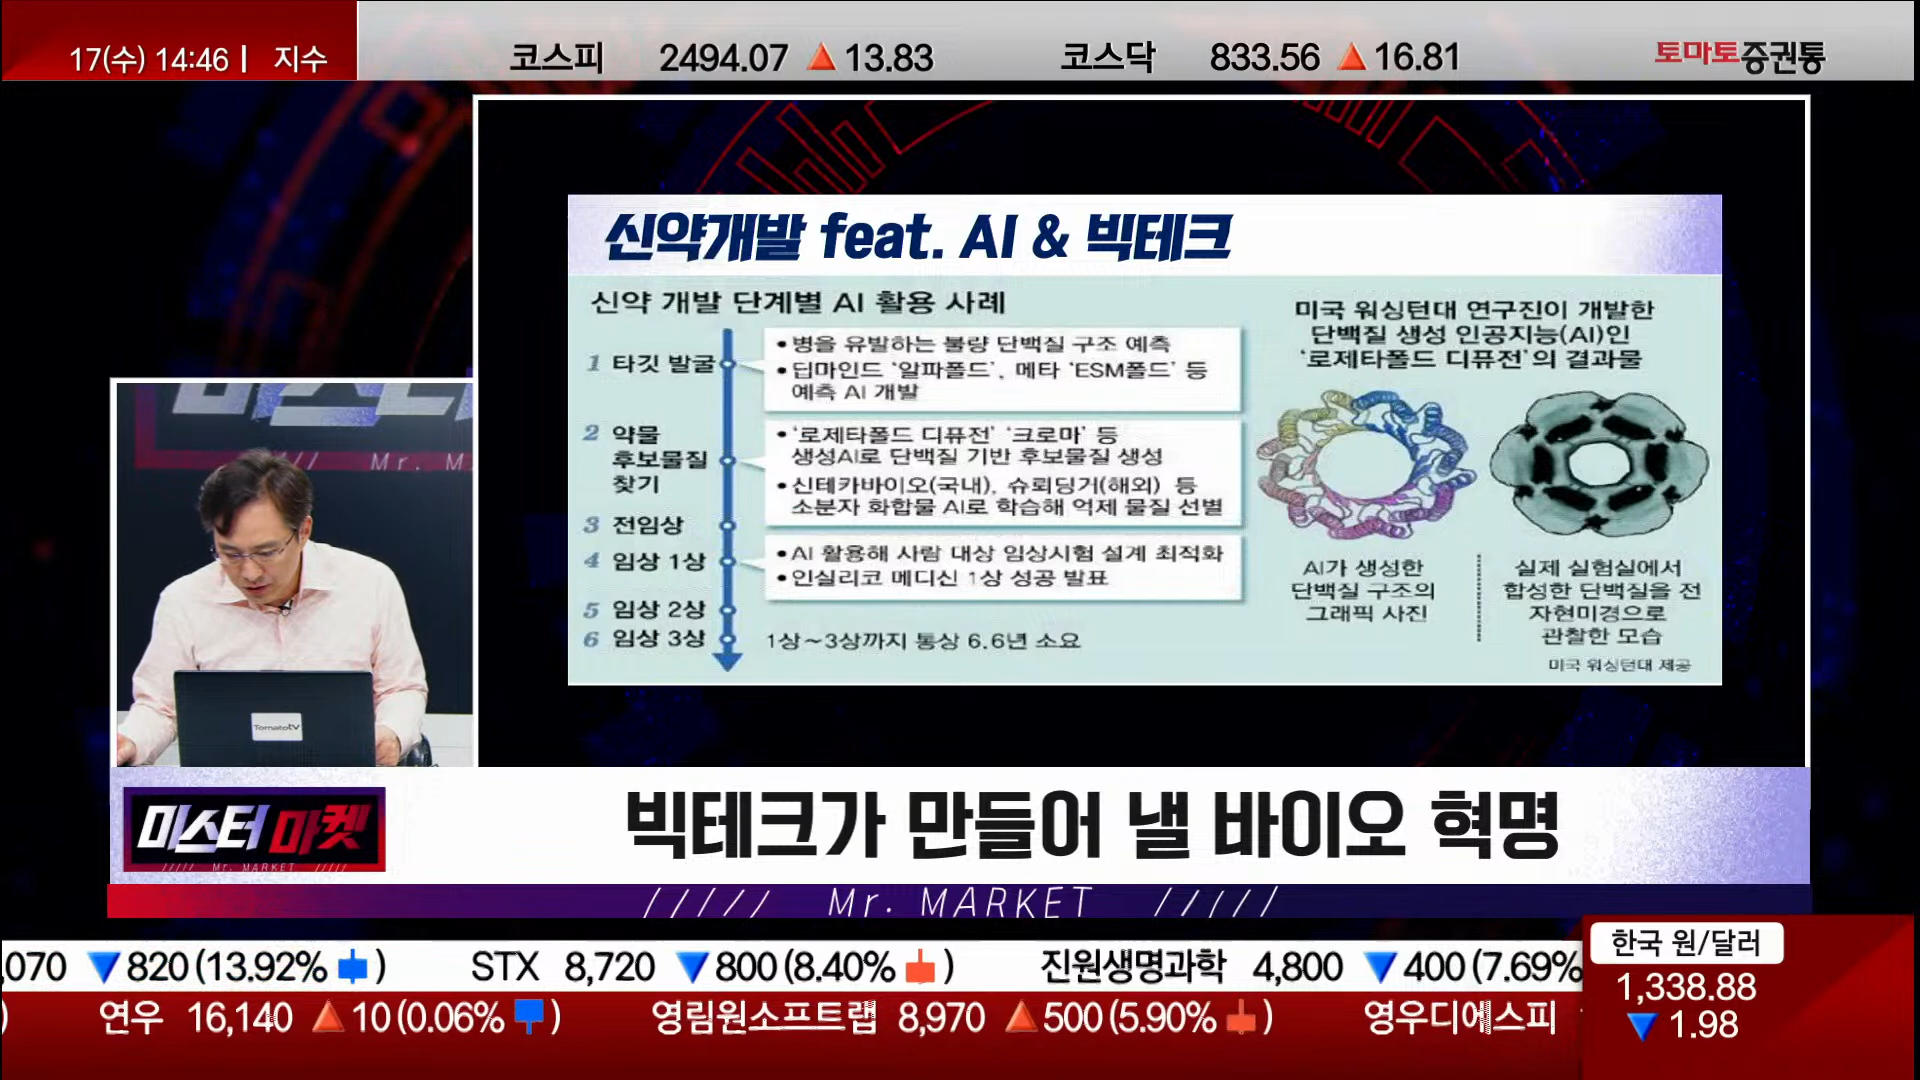 17(수) 14:46 | 지수
코스피 2494.07 ▲13.83
코스닥 833.56 ▲16.81
토마토증권통
신약개발 feat. AI & 빅테크
신약 개발 단계별 AI 활용 사례
1 타깃 발굴
•병을 유발하는 불량 단백질 구조 예측
•딥마인드 ‘알파폴드’, 메타 ‘ESM폴드’ 등
예측 AI 개발
2 약물
후보물질
찾기
•‘로제타폴드 디퓨전’ ‘크로마’ 등
생성AI로 단백질 기반 후보물질 생성
•신테카바이오(국내), 슈뢰딩거(해외) 등
소분자 화합물 AI로 학습해 억제 물질 선별
3 전임상
4 임상 1상
•AI 활용해 사람 대상 임상시험 설계 최적화
•인실리코 메디신 1상 성공 발표
5 임상 2상
6 임상 3상
1상~3상까지 통상 6.6년 소요
미국 워싱턴대 연구진이 개발한
단백질 생성 인공지능(AI)인
‘로제타폴드 디퓨전’의 결과물
AI가 생성한
단백질 구조의
그래픽 사진
실제 실험실에서
합성한 단백질을 전
자현미경으로
관찰한 모습
미국 워싱턴대 제공
미스터
Mr. M
TomatoTV
미스터 마켓
///// Mr. MARKET /////
빅테크가 만들어 낼 바이오 혁명
///// Mr. MARKET /////
,070 ▼820(13.92% ) STX 8,720 ▼800(8.40% ) 진원생명과학 4,800 ▼400(7.69%
) 연우 16,140 ▲10(0.06% ) 영림원소프트랩 8,970 ▲500(5.90% ) 영우디에스피
한국 원/달러
1,338.88
▼ 1.98